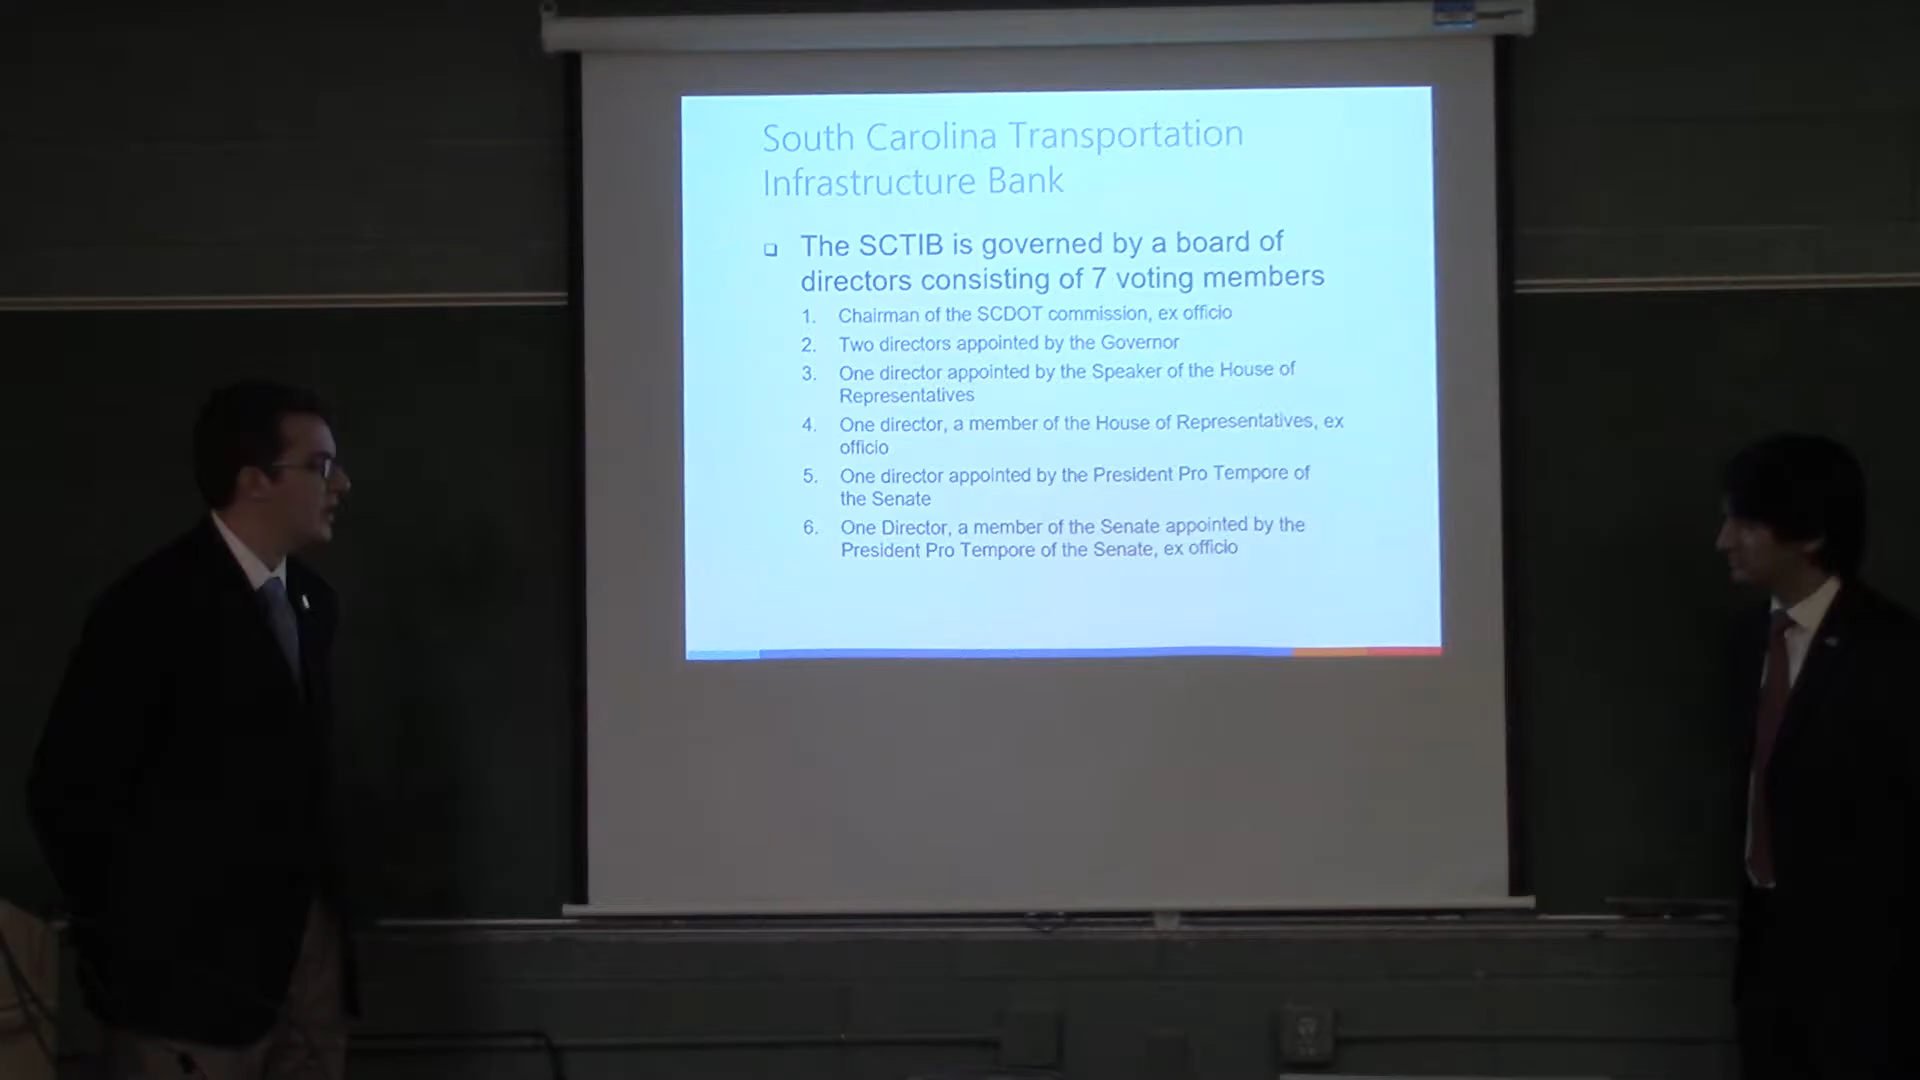 South Carolina Transportation
Infrastructure Bank
The SCTIB is governed by a board of
directors consisting of 7 voting members
1. Chairman of the SCDOT commission, ex officio
2. Two directors appointed by the Governor
3. One director appointed by the Speaker of the House of
Representatives
4. One director, a member of the House of Representatives, ex
officio
5. One director appointed by the President Pro Tempore of
the Senate
6. One Director, a member of the Senate appointed by the
President Pro Tempore of the Senate, ex officio